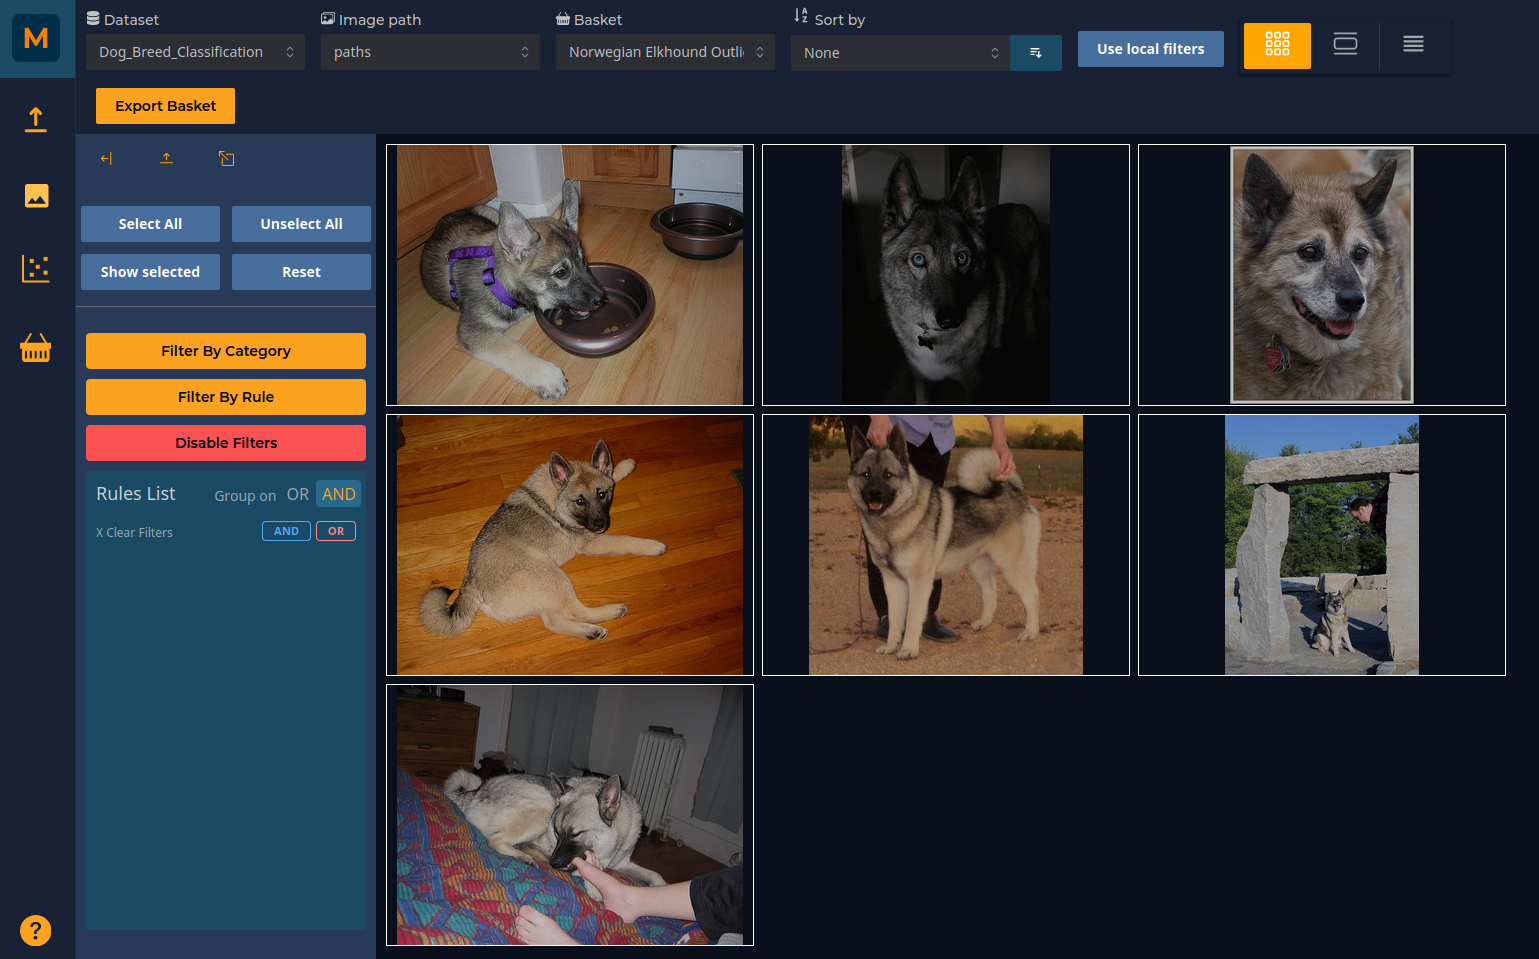 M
Dataset
Image path
Basket
Sort by
Dog_Breed_Classification
paths
Norwegian Elkhound Outli
None
Use local filters
Export Basket
Select All
Unselect All
Show selected
Reset
Filter By Category
Filter By Rule
Disable Filters
Rules List
Group on
OR
AND
X Clear Filters
AND
OR
?